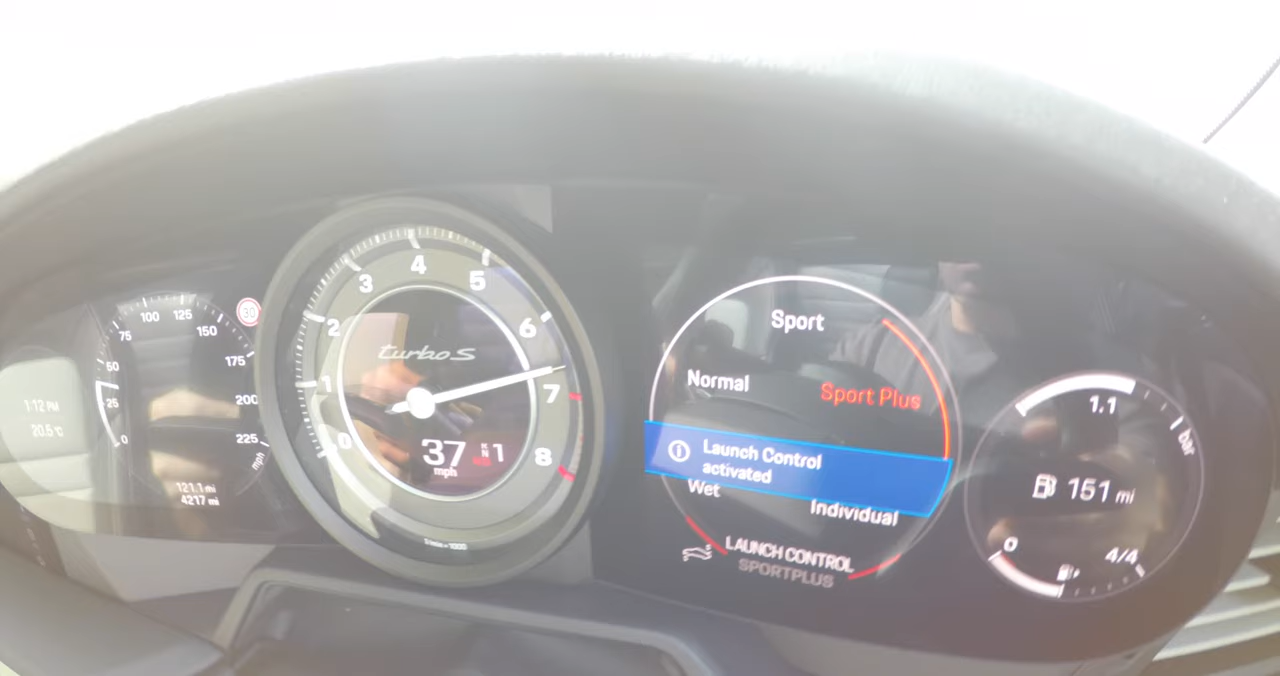 1:12 PM
20.5°C
0
25
50
75
100
125
150
175
200
225
mph
30
121.1 mi
4217 mi
0
1
2
3
4
5
6
7
8
turbo S
37
mph
1
Sport
Normal
Sport Plus
Launch Control
activated
Wet
Individual
LAUNCH CONTROL
SPORTPLUS
1.1
bar
151 mi
0
4/4